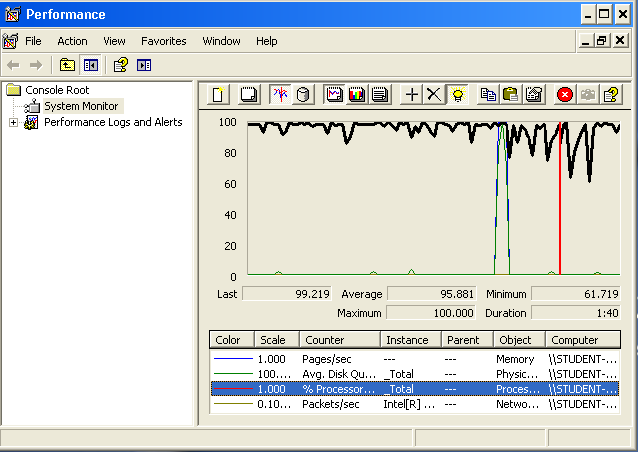 Performance
File Action View Favorites Window Help
Console Root
System Monitor
Performance Logs and Alerts
100
80
60
40
20
0
Last 99.219 Average 95.881 Minimum 61.719
Maximum 100.000 Duration 1:40
Color Scale Counter Instance Parent Object Computer
1.000 Pages/sec --- --- Memory \\STUDENT-...
100.... Avg. Disk Qu... _Total --- Physic... \\STUDENT-...
1.000 % Processor... _Total --- Proces... \\STUDENT-...
0.10... Packets/sec Intel[R] ... --- Netwo... \\STUDENT-...